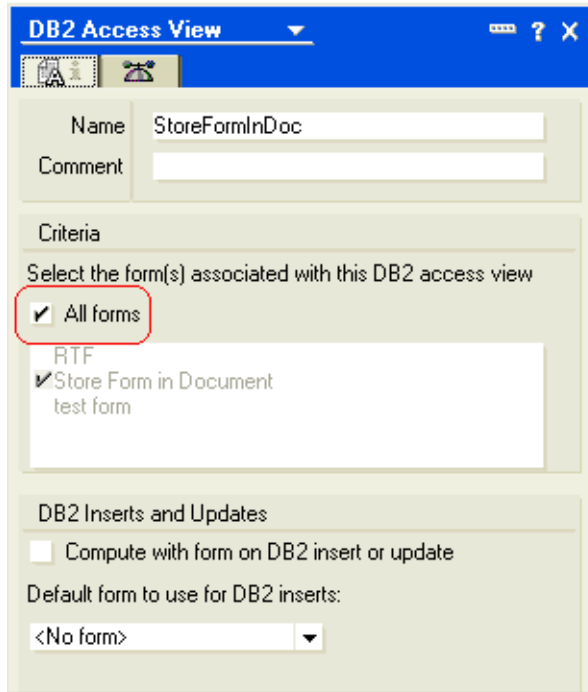 DB2 Access View
? X
i
Name StoreFormInDoc
Comment
Criteria
Select the form(s) associated with this DB2 access view
All forms
RTF
Store Form in Document
test form
DB2 Inserts and Updates
Compute with form on DB2 insert or update
Default form to use for DB2 inserts:
<No form>